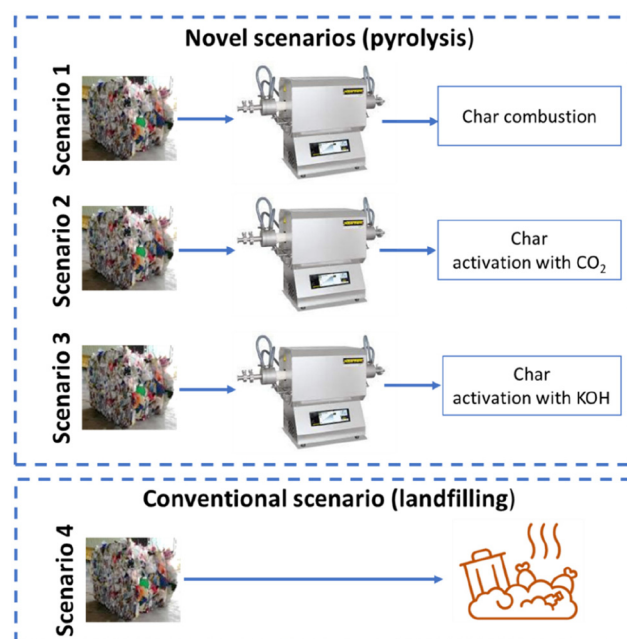 Novel scenarios (pyrolysis)
Scenario 1
Char combustion
Scenario 2
Char
activation with CO₂
Scenario 3
Char
activation with KOH
Conventional scenario (landfilling)
Scenario 4